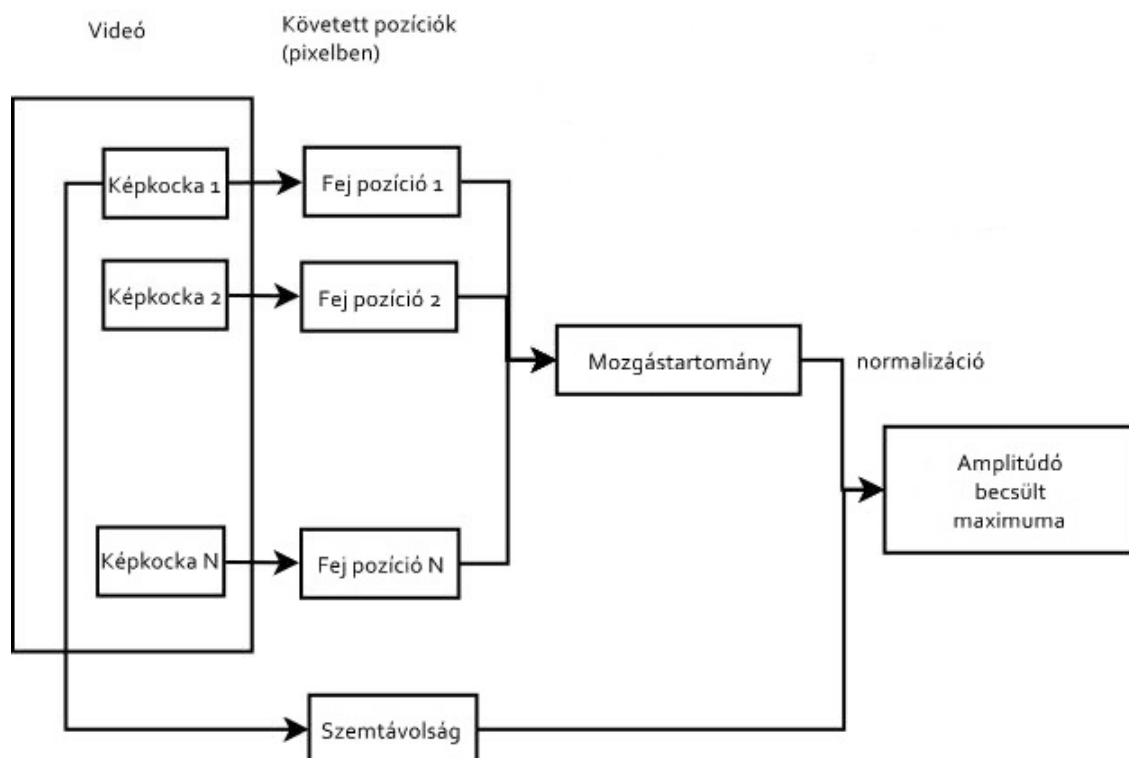 Videó
Követett pozíciók
(pixelben)
Képkocka 1
Fej pozíció 1
Képkocka 2
Fej pozíció 2
Mozgástartomány
normalizáció
Amplitúdó
becsült
maximuma
Képkocka N
Fej pozíció N
Szemtávolság